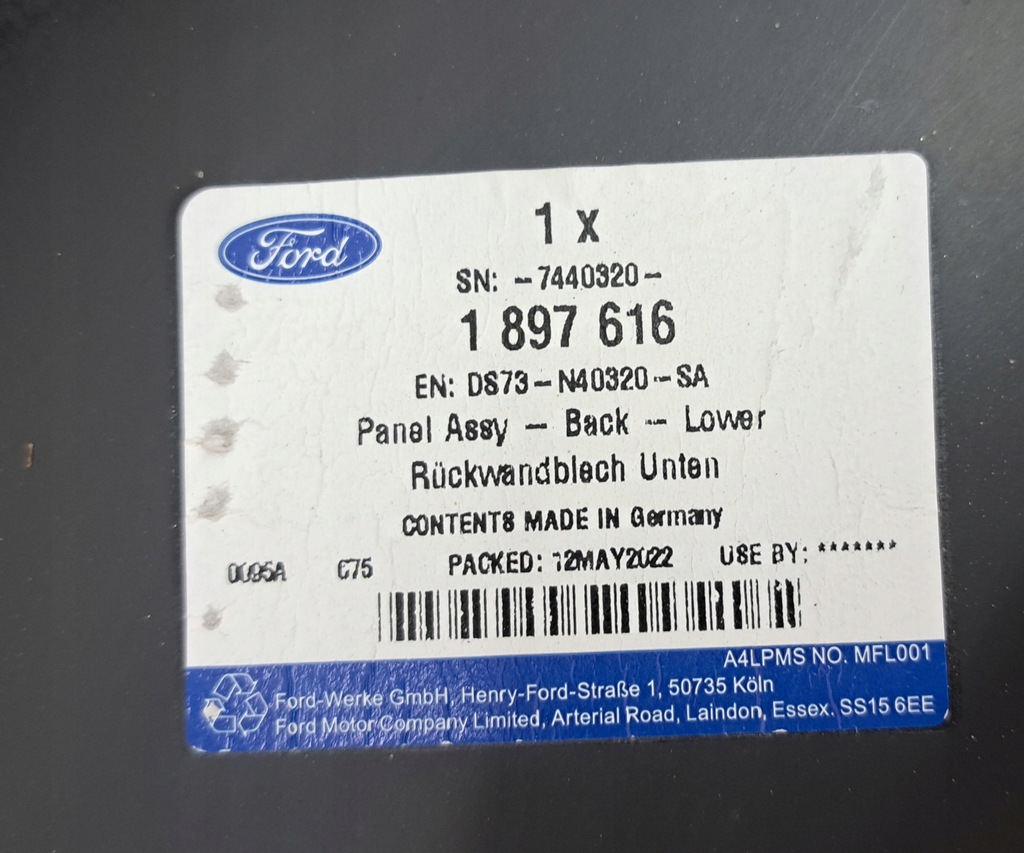 Ford
1 x
SN: -7440320-
1 897 616
EN: DS73-N40320-SA
Panel Assy - Back - Lower
Rückwandblech Unten
CONTENTS MADE IN Germany
0095A C75 PACKED: 12MAY2022 USE BY: *******
A4LPMS NO. MFL001
Ford-Werke GmbH, Henry-Ford-Straße 1, 50735 Köln
Ford Motor Company Limited, Arterial Road, Laindon, Essex. SS15 6EE